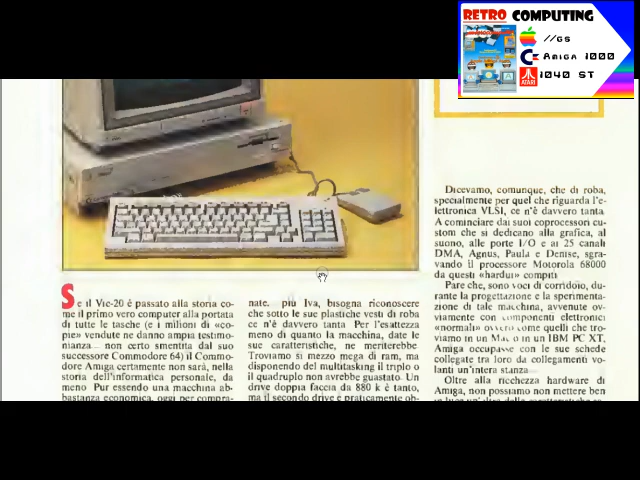 RETRO COMPUTING
//GS
Amiga 1000
ATARI
1040 ST
Se il Vic-20 è passato alla storia co-
me il primo vero computer alla portata
di tutte le tasche (e i milioni di «co-
pie» vendute ne danno ampia testimo-
nianza non certo smentita dal suo
successore Commodore 64) il Commo-
dore Amiga certamente non sarà, nella
storia dell'informatica personale, da
meno Pur essendo una macchina ab-
bastanza economica, oggi per compra-
nate. più Iva, bisogna riconoscere
che sotto le sue plastiche vesti di roba
ce n'è davvero tanta Per l'esattezza
meno di quanto la macchina, date le
sue caratteristiche, ne meriterebbe.
Troviamo sì mezzo mega di ram, ma
disponendo del multitasking il triplo o
il quadruplo non avrebbe guastato Un
drive doppia faccia da 880 k è tanto,
ma il secondo drive è praticamente ob-
Dicevamo, comunque, che di roba,
specialmente per quel che riguarda l'e-
lettronica VLSI, ce n'è davvero tanta
A cominciare dai suoi coprocessori cu-
stom che si dedicano alla grafica, al
suono, alle porte I/O e ai 25 canali
DMA, Agnus, Paula e Denise, sgra-
vando il processore Motorola 68000
da questi «hardui» compiti
Pare che, sono voci di corridoio, du-
rante la progettazione e la sperimenta-
zione di tale macchina, avvenute ov-
viamente con componenti elettronici
«normali» ovvero come quelli che tro-
viamo in un Mac o in un IBM PC XT,
Amiga occupasse con le sue schede
collegate tra loro da collegamenti vo-
lanti un'intera stanza
Oltre alla ricchezza hardware di
Amiga, non possiamo non mettere ben